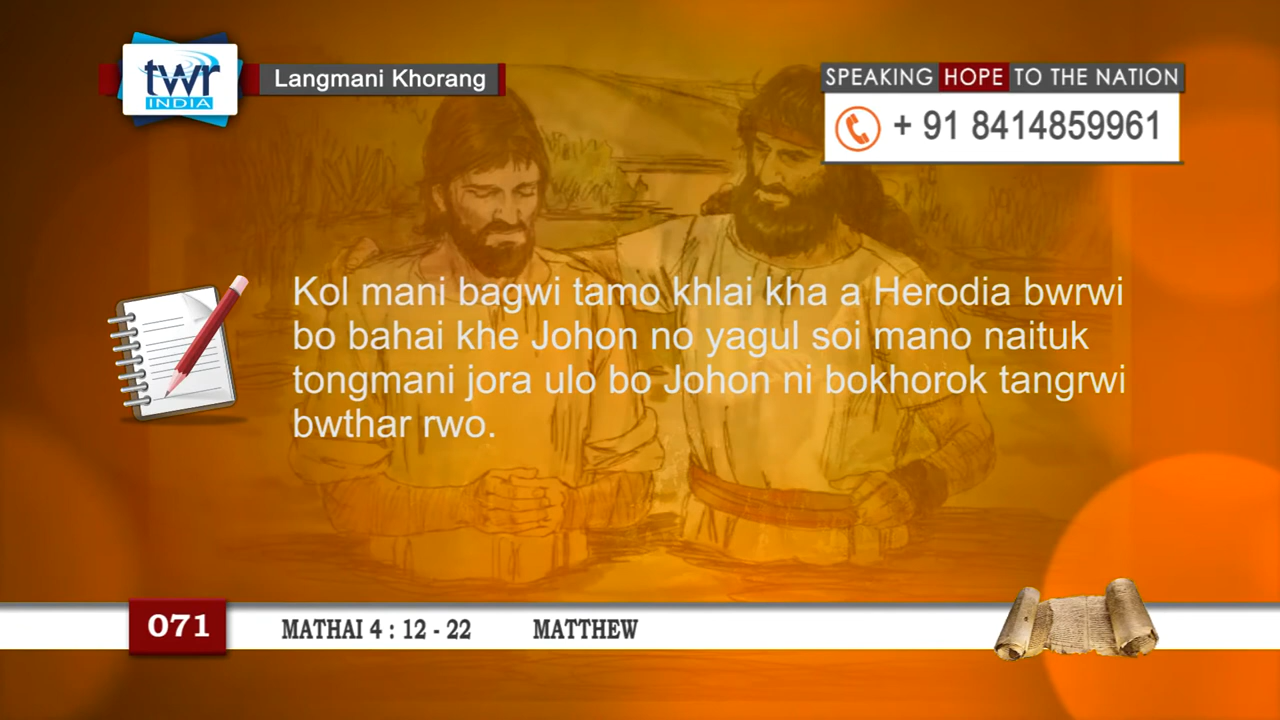 twr
INDIA
Langmani Khorang
SPEAKING HOPE TO THE NATION
+ 91 8414859961
Kol mani bagwi tamo khlai kha a Herodia bwrwi
bo bahai khe Johon no yagul soi mano naituk
tongmani jora ulo bo Johon ni bokhorok tangrwi
bwthar rwo.
071
MATHAI 4 : 12 - 22
MATTHEW